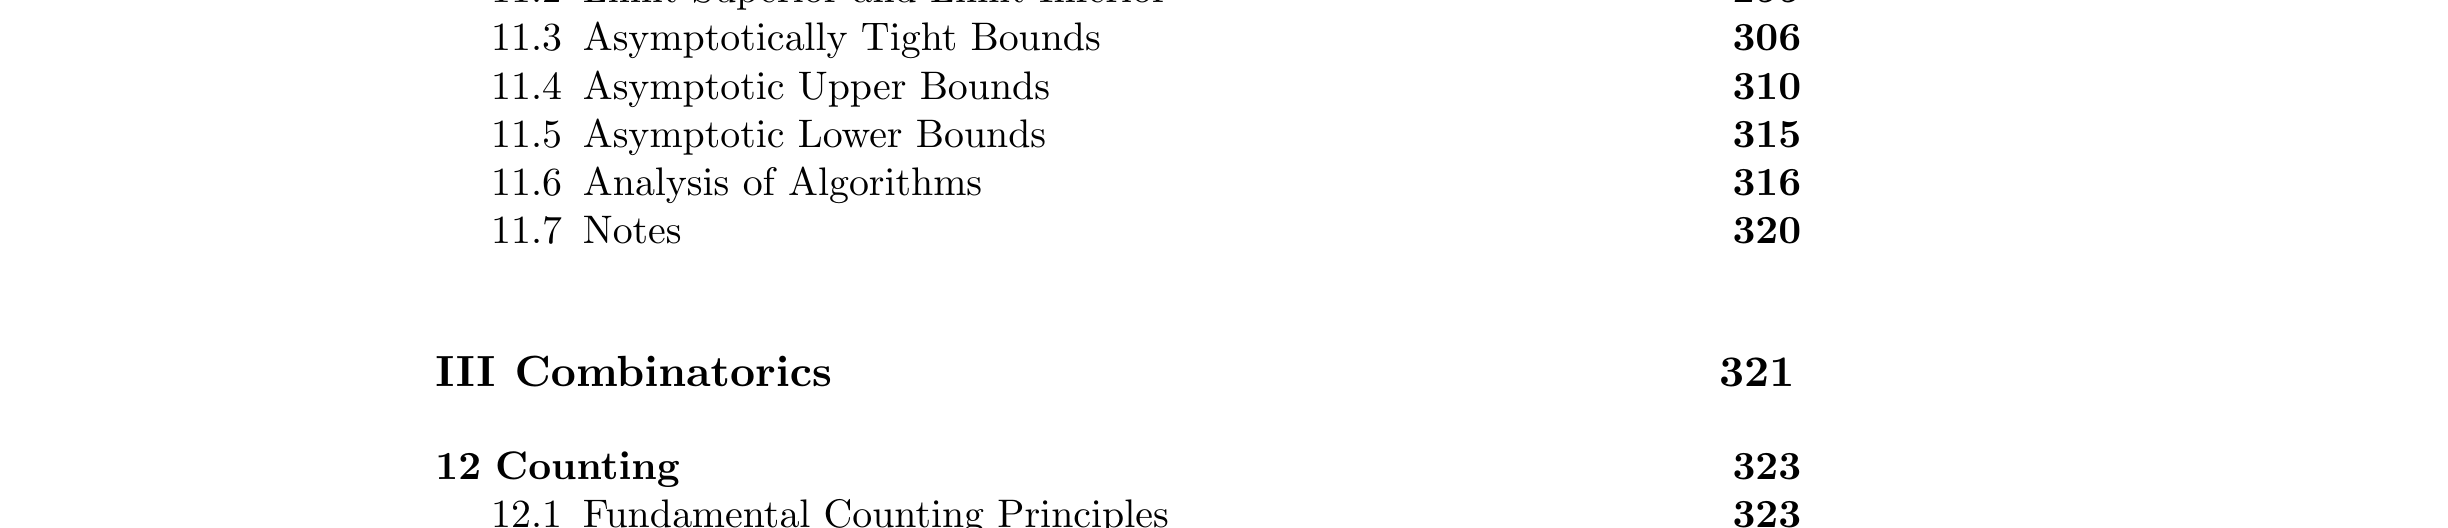 11.2 Limit Superior and Limit Inferior
11.3 Asymptotically Tight Bounds 306
11.4 Asymptotic Upper Bounds 310
11.5 Asymptotic Lower Bounds 315
11.6 Analysis of Algorithms 316
11.7 Notes 320
III Combinatorics 321
12 Counting 323
12.1 Fundamental Counting Principles 323